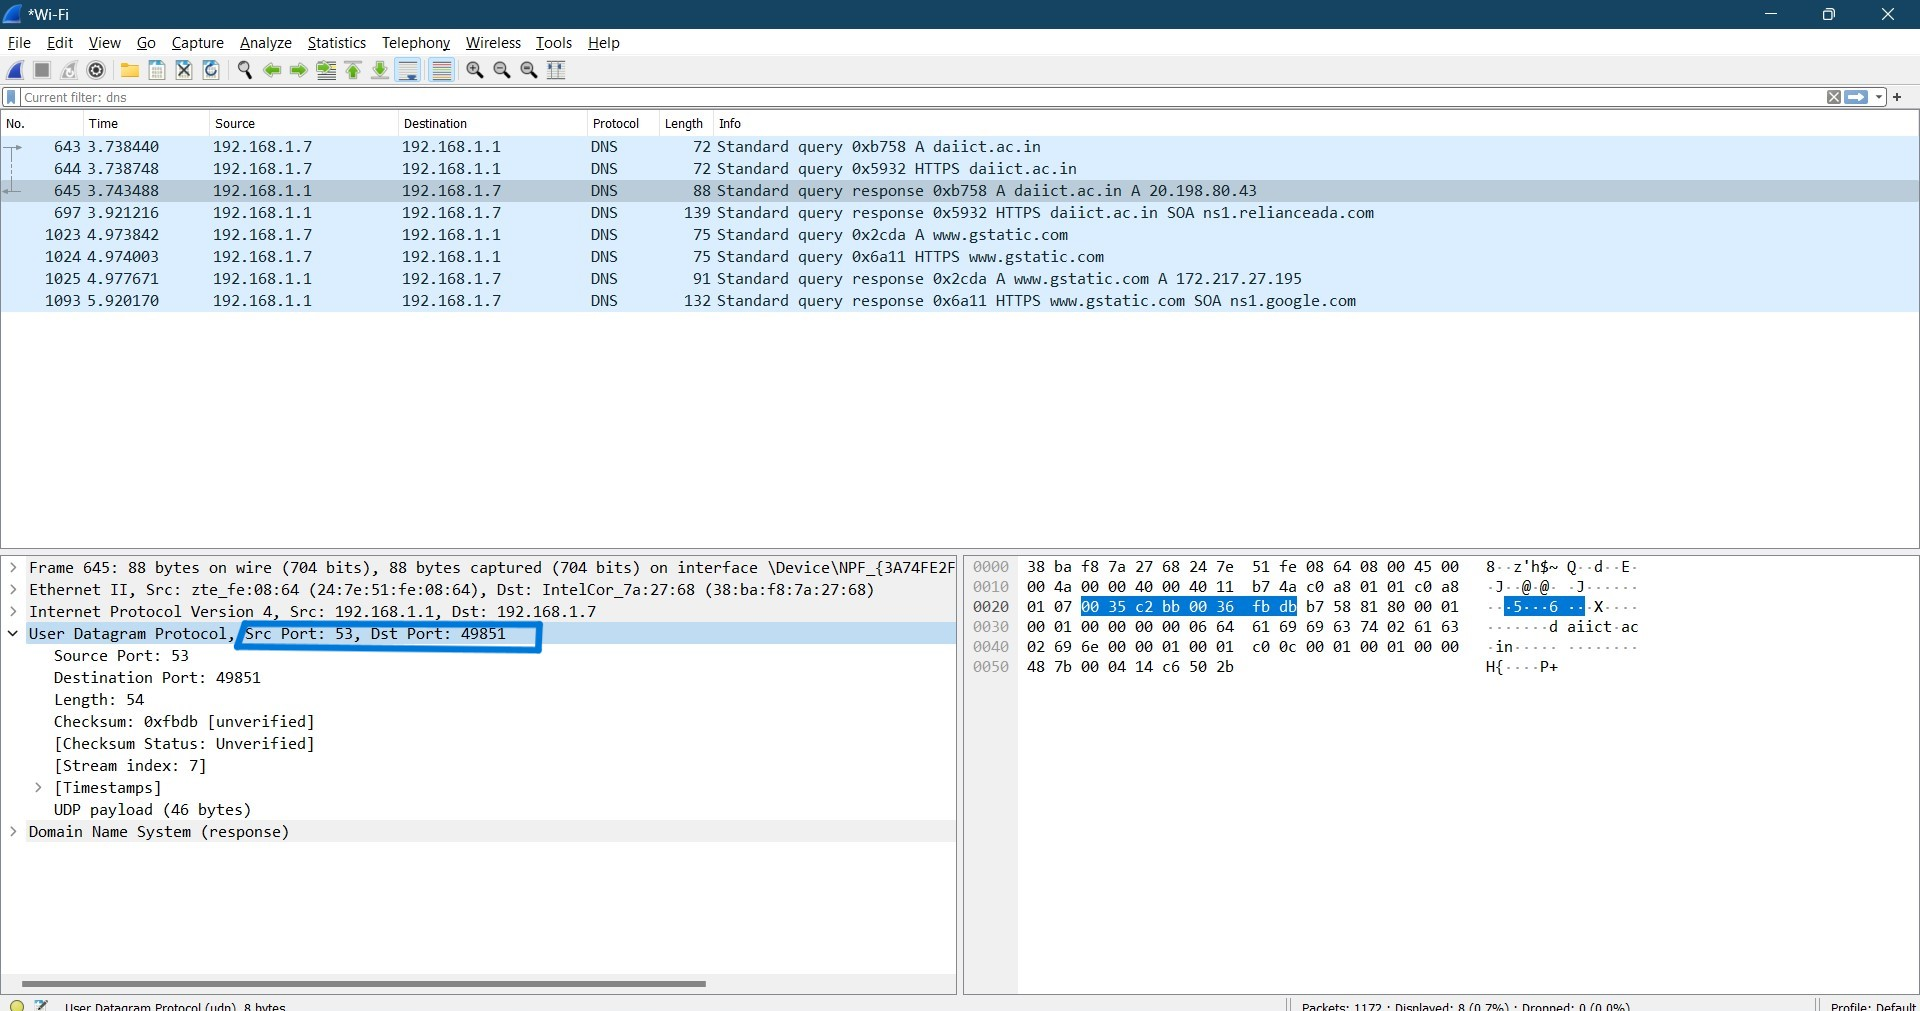 *Wi-Fi
File Edit View Go Capture Analyze Statistics Telephony Wireless Tools Help
Current filter: dns
No. Time Source Destination Protocol Length Info
643 3.738440 192.168.1.7 192.168.1.1 DNS 72 Standard query 0xb758 A daiict.ac.in
644 3.738748 192.168.1.7 192.168.1.1 DNS 72 Standard query 0x5932 HTTPS daiict.ac.in
645 3.743488 192.168.1.1 192.168.1.7 DNS 88 Standard query response 0xb758 A daiict.ac.in A 20.198.80.43
697 3.921216 192.168.1.1 192.168.1.7 DNS 139 Standard query response 0x5932 HTTPS daiict.ac.in SOA ns1.relianceada.com
1023 4.973842 192.168.1.7 192.168.1.1 DNS 75 Standard query 0x2cda A www.gstatic.com
1024 4.974003 192.168.1.7 192.168.1.1 DNS 75 Standard query 0x6a11 HTTPS www.gstatic.com
1025 4.977671 192.168.1.1 192.168.1.7 DNS 91 Standard query response 0x2cda A www.gstatic.com A 172.217.27.195
1093 5.920170 192.168.1.1 192.168.1.7 DNS 132 Standard query response 0x6a11 HTTPS www.gstatic.com SOA ns1.google.com
Frame 645: 88 bytes on wire (704 bits), 88 bytes captured (704 bits) on interface \Device\NPF_{3A74FE2F
Ethernet II, Src: zte_fe:08:64 (24:7e:51:fe:08:64), Dst: IntelCor_7a:27:68 (38:ba:f8:7a:27:68)
Internet Protocol Version 4, Src: 192.168.1.1, Dst: 192.168.1.7
User Datagram Protocol, Src Port: 53, Dst Port: 49851
Source Port: 53
Destination Port: 49851
Length: 54
Checksum: 0xfbdb [unverified]
[Checksum Status: Unverified]
[Stream index: 7]
[Timestamps]
UDP payload (46 bytes)
Domain Name System (response)
0000 38 ba f8 7a 27 68 24 7e 51 fe 08 64 08 00 45 00 8··z'h$~ Q··d··E·
0010 00 4a 00 00 40 00 40 11 b7 4a c0 a8 01 01 c0 a8 ·J··@·@· ·J······
0020 01 07 00 35 c2 bb 00 36 fb db b7 58 81 80 00 01 ···5···6 ···X····
0030 00 01 00 00 00 00 06 64 61 69 69 63 74 02 61 63 ·······d aiict·ac
0040 02 69 6e 00 00 01 00 01 c0 0c 00 01 00 01 00 00 ·in····· ········
0050 48 7b 00 04 14 c6 50 2b H{····P+
User Datagram Protocol (udp), 8 bytes
Packets: 1172 · Displayed: 8 (0.7%) · Dropped: 0 (0.0%)
Profile: Default